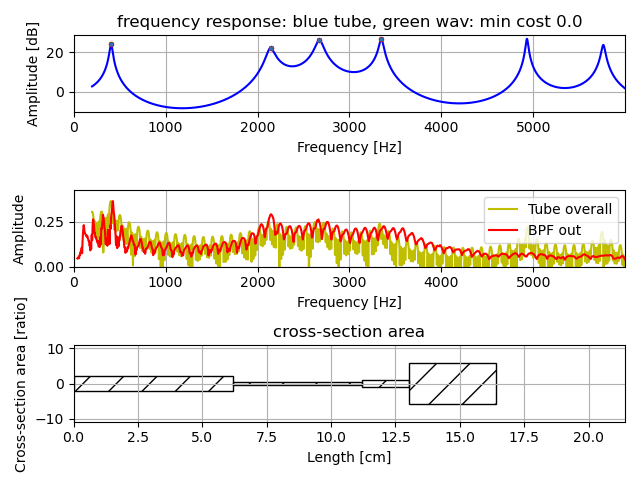 frequency response: blue tube, green wav: min cost 0.0
Amplitude [dB]
20
0
0
1000
2000
3000
4000
5000
Frequency [Hz]
Amplitude
0.25
0.00
Tube overall
BPF out
0
1000
2000
3000
4000
5000
Frequency [Hz]
cross-section area
Cross-section area [ratio]
10
0
−10
0.0
2.5
5.0
7.5
10.0
12.5
15.0
17.5
20.0
Length [cm]